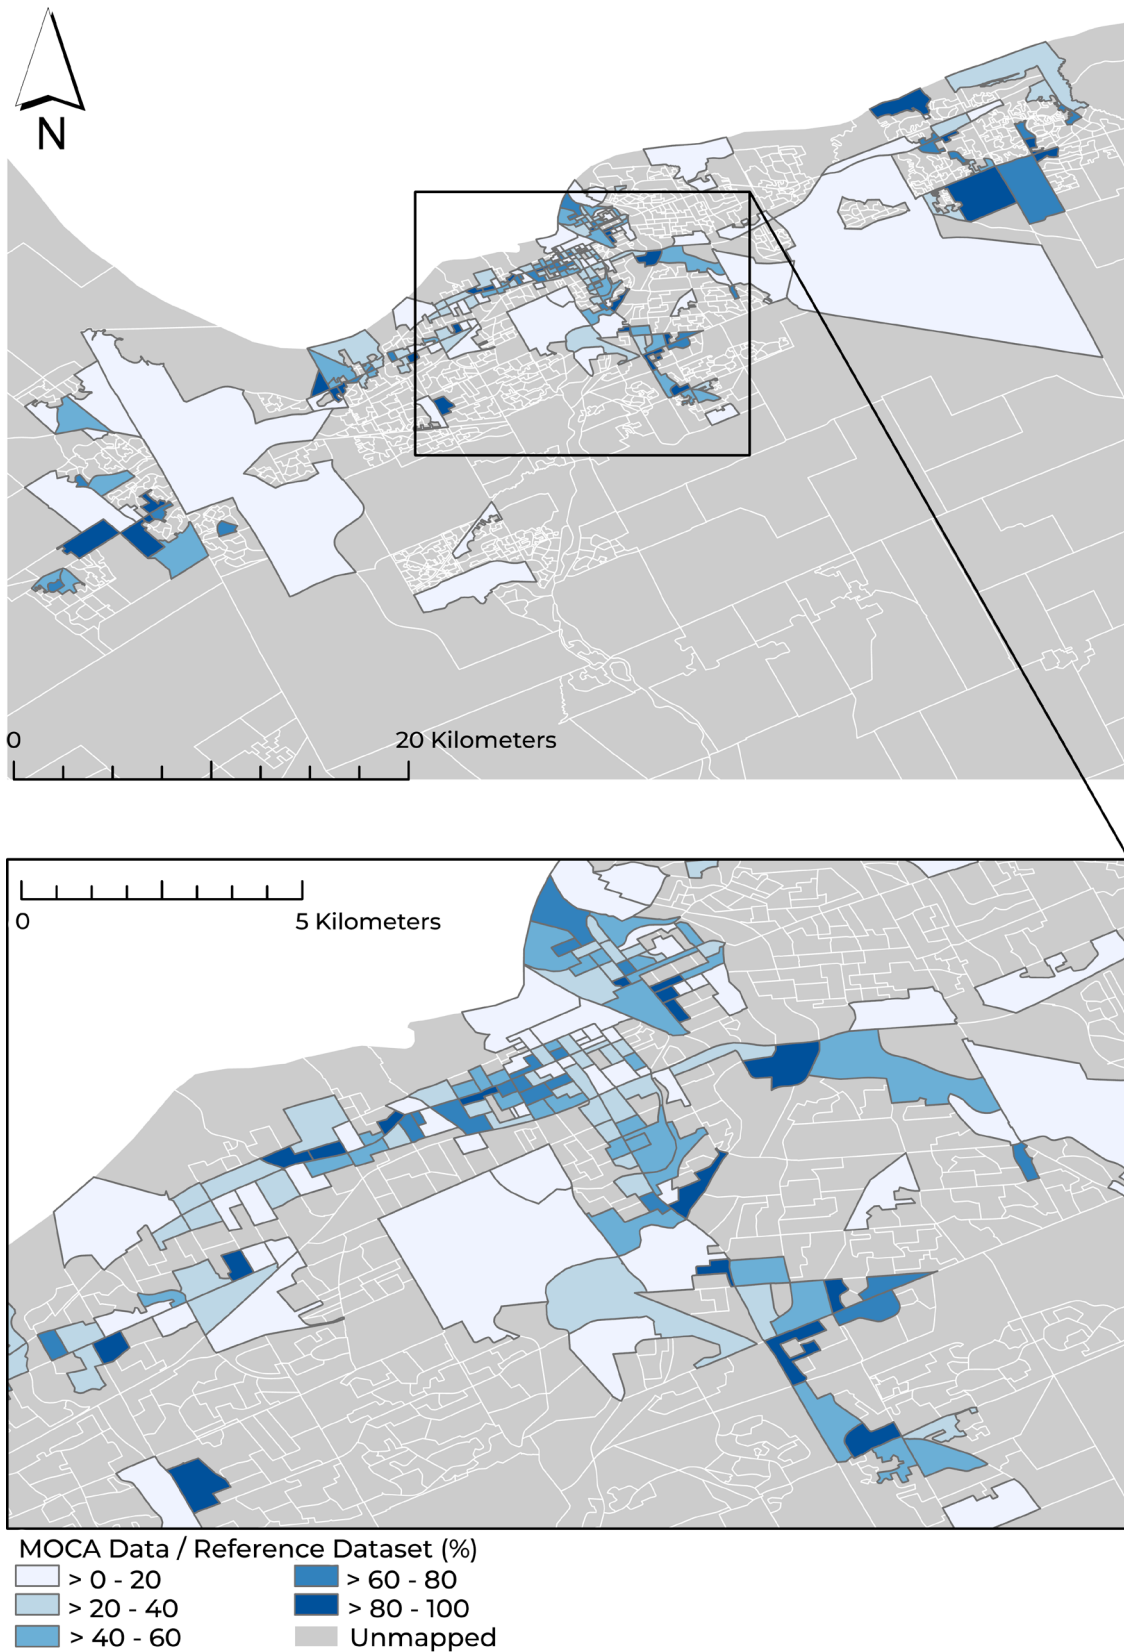 N
0 20 Kilometers
0 5 Kilometers
MOCA Data / Reference Dataset (%)
> 0 - 20 > 60 - 80
> 20 - 40 > 80 - 100
> 40 - 60 Unmapped